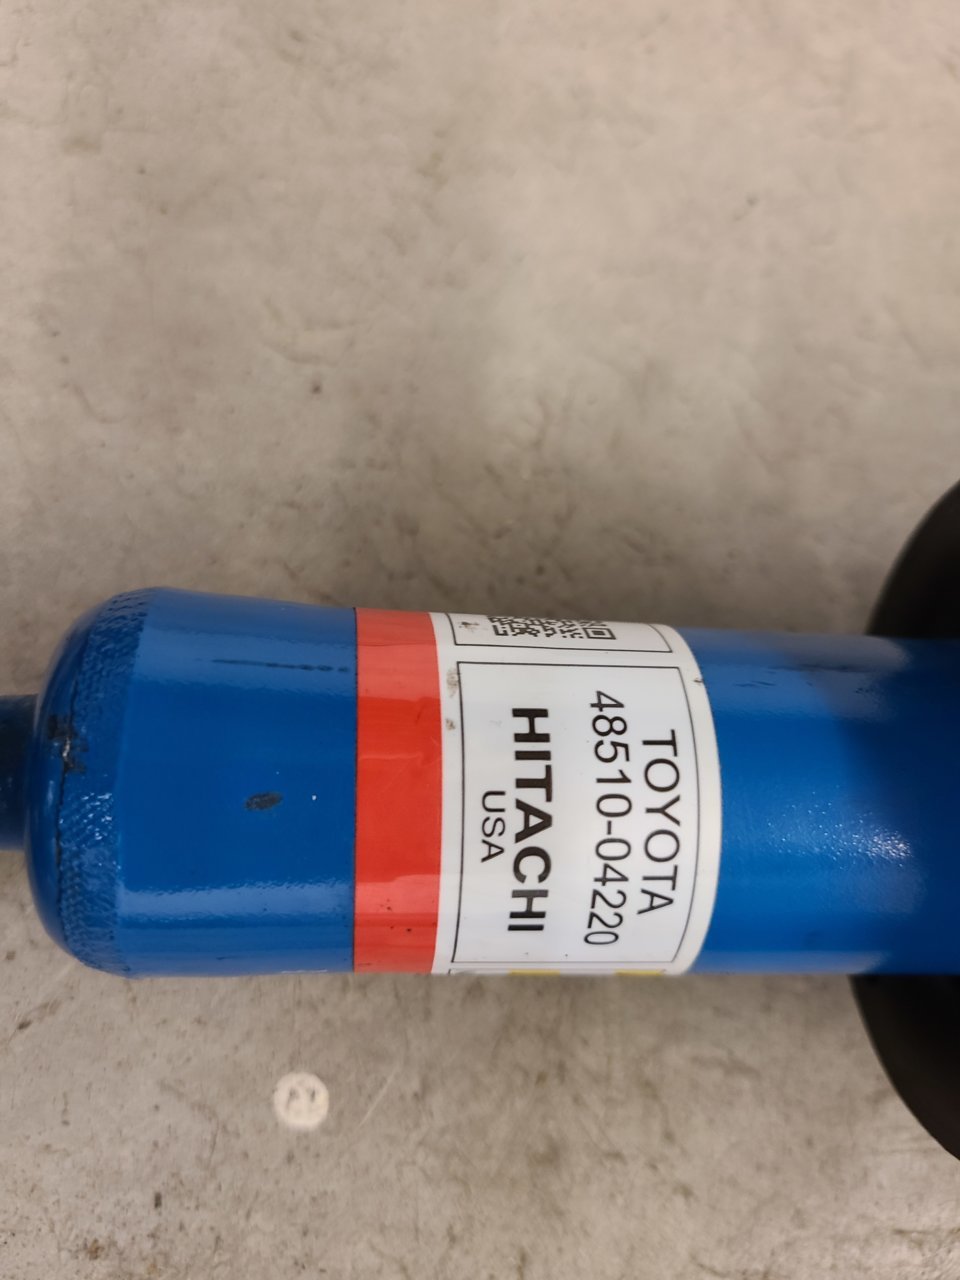 TOYOTA
48510-04220
HITACHI
USA